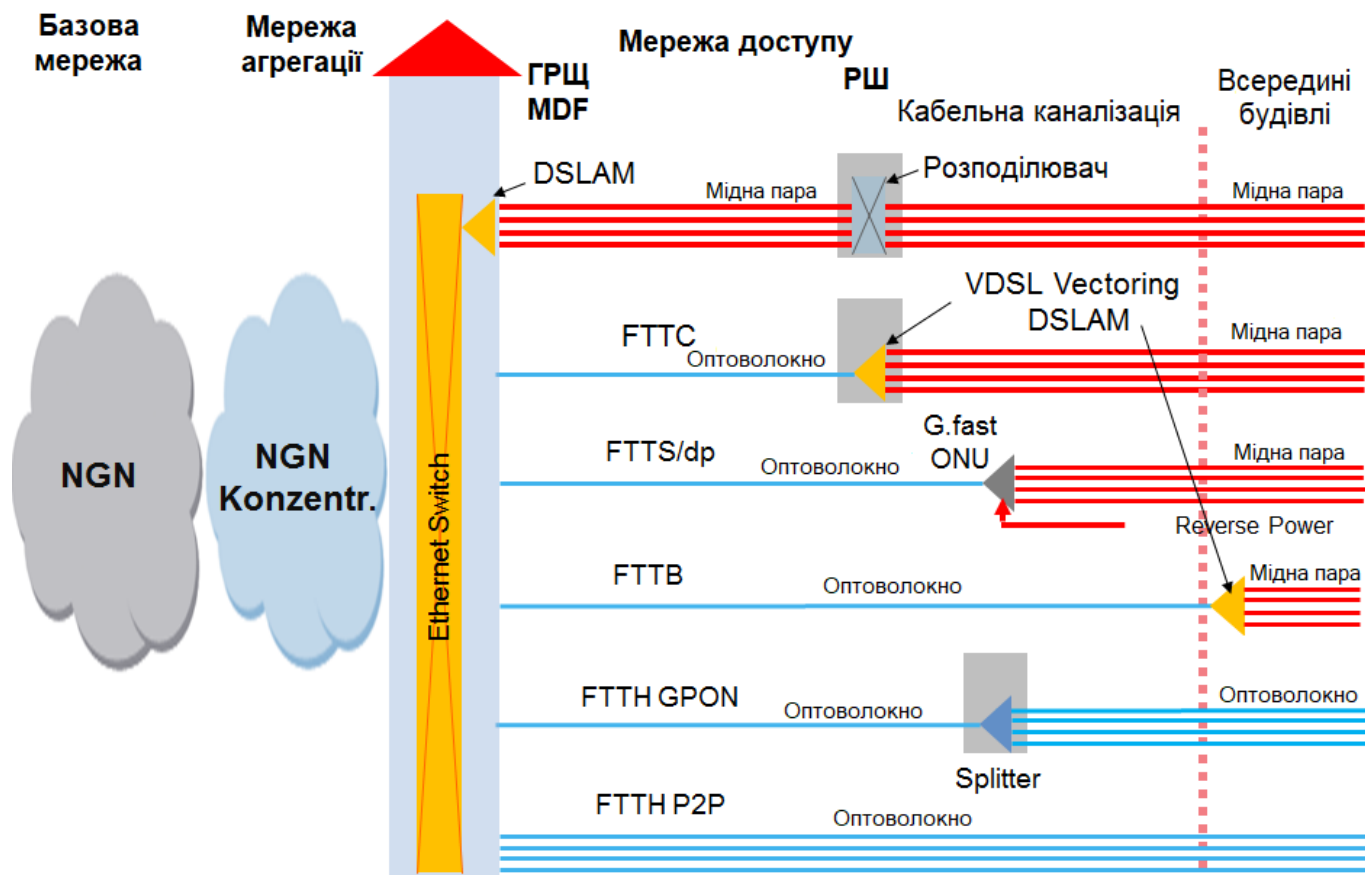 Базова
мережа
Мережа
агрегації
Мережа доступу
ГРЩ
MDF
РШ
Кабельна каналізація
Всередині
будівлі
DSLAM
Розподілювач
Мідна пара
Мідна пара
VDSL Vectoring
DSLAM
FTTC
Оптоволокно
Мідна пара
NGN
NGN
Konzentr.
Ethernet Switch
FTTS/dp
Оптоволокно
G.fast
ONU
Мідна пара
Reverse Power
FTTB
Оптоволокно
Мідна пара
FTTH GPON
Оптоволокно
Оптоволокно
Splitter
FTTH P2P
Оптоволокно